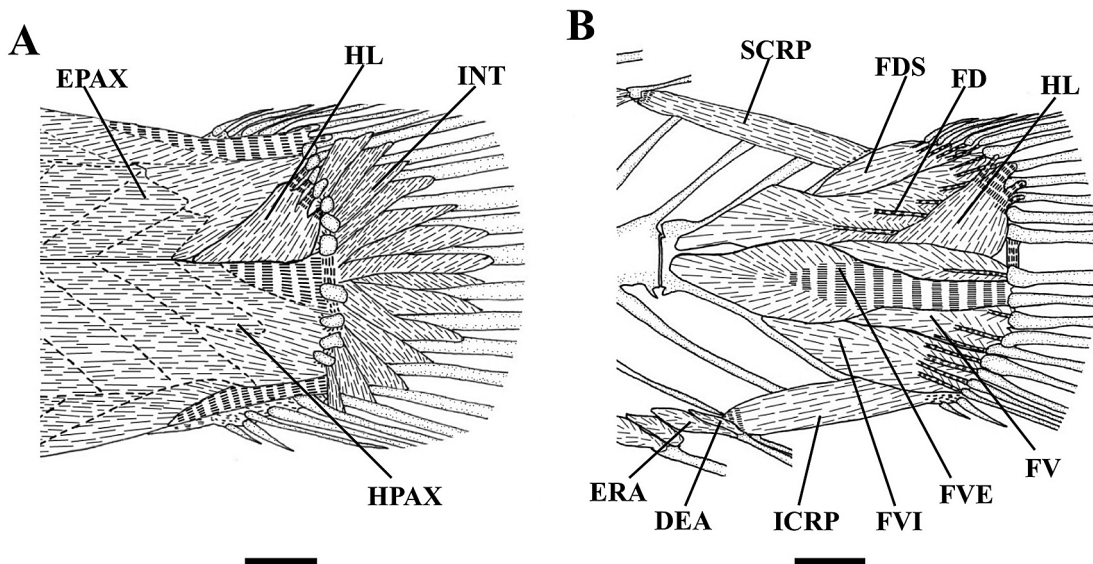 A
EPAX
HL
INT
HPAX
B
SCRP
FDS
FD
HL
ERA
DEA
ICRP
FVI
FVE
FV